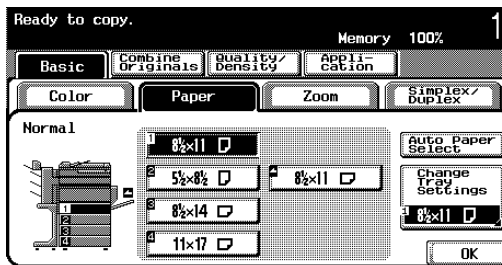 Ready to copy.
Memory 100% 1
Basic
Combine Originals
Quality/ Density
Appli- cation
Color
Paper
Zoom
Simplex/ Duplex
Normal
1 8½×11
2 5½×8½
8½×11
3 8½×14
4 11×17
1
2
3
4
Auto Paper Select
Change Tray Settings
1 8½×11
OK